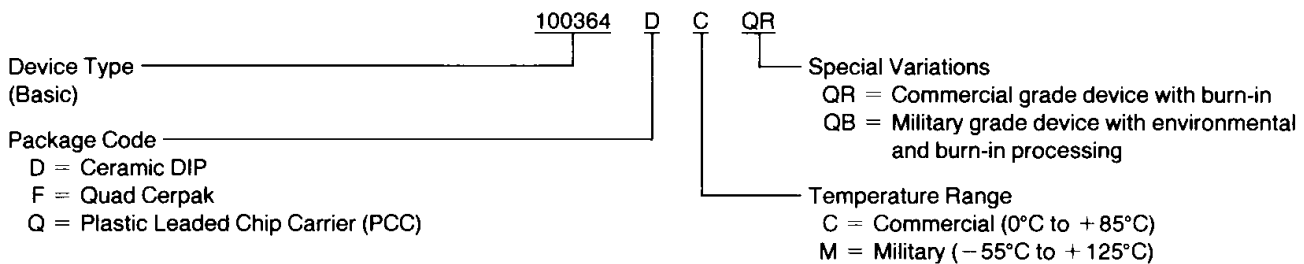 100364 D C QR
Device Type
(Basic)
Package Code
D = Ceramic DIP
F = Quad Cerpak
Q = Plastic Leaded Chip Carrier (PCC)
Special Variations
QR = Commercial grade device with burn-in
QB = Military grade device with environmental
and burn-in processing
Temperature Range
C = Commercial (0°C to +85°C)
M = Military (−55°C to +125°C)